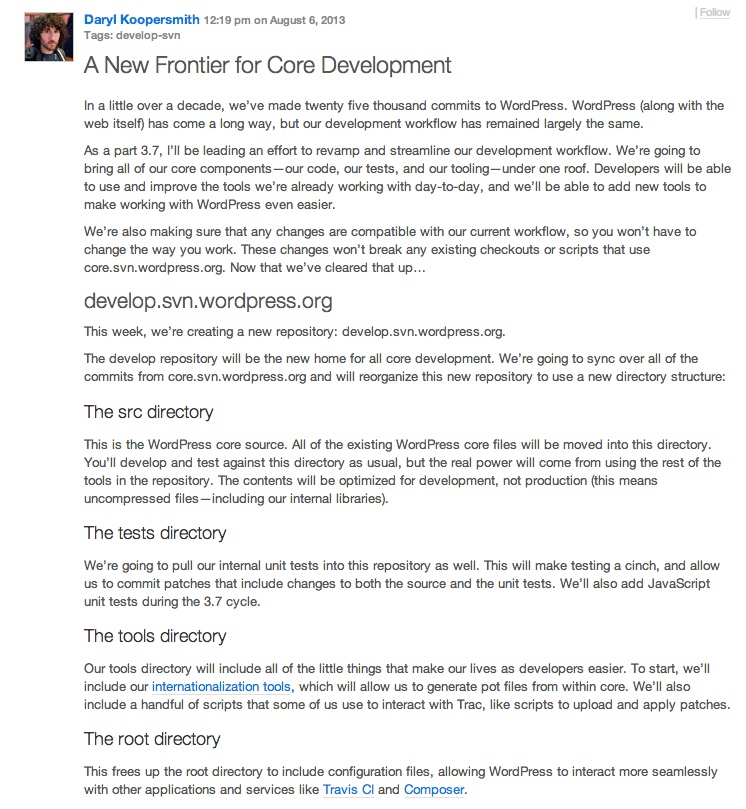 Daryl Koopersmith 12:19 pm on August 6, 2013
| Follow
Tags: develop-svn
A New Frontier for Core Development
In a little over a decade, we’ve made twenty five thousand commits to WordPress. WordPress (along with the
web itself) has come a long way, but our development workflow has remained largely the same.
As a part 3.7, I’ll be leading an effort to revamp and streamline our development workflow. We’re going to
bring all of our core components—our code, our tests, and our tooling—under one roof. Developers will be able
to use and improve the tools we’re already working with day-to-day, and we’ll be able to add new tools to
make working with WordPress even easier.
We’re also making sure that any changes are compatible with our current workflow, so you won’t have to
change the way you work. These changes won’t break any existing checkouts or scripts that use
core.svn.wordpress.org. Now that we’ve cleared that up…
develop.svn.wordpress.org
This week, we’re creating a new repository: develop.svn.wordpress.org.
The develop repository will be the new home for all core development. We’re going to sync over all of the
commits from core.svn.wordpress.org and will reorganize this new repository to use a new directory structure:
The src directory
This is the WordPress core source. All of the existing WordPress core files will be moved into this directory.
You’ll develop and test against this directory as usual, but the real power will come from using the rest of the
tools in the repository. The contents will be optimized for development, not production (this means
uncompressed files—including our internal libraries).
The tests directory
We’re going to pull our internal unit tests into this repository as well. This will make testing a cinch, and allow
us to commit patches that include changes to both the source and the unit tests. We’ll also add JavaScript
unit tests during the 3.7 cycle.
The tools directory
Our tools directory will include all of the little things that make our lives as developers easier. To start, we’ll
include our internationalization tools, which will allow us to generate pot files from within core. We’ll also
include a handful of scripts that some of us use to interact with Trac, like scripts to upload and apply patches.
The root directory
This frees up the root directory to include configuration files, allowing WordPress to interact more seamlessly
with other applications and services like Travis CI and Composer.